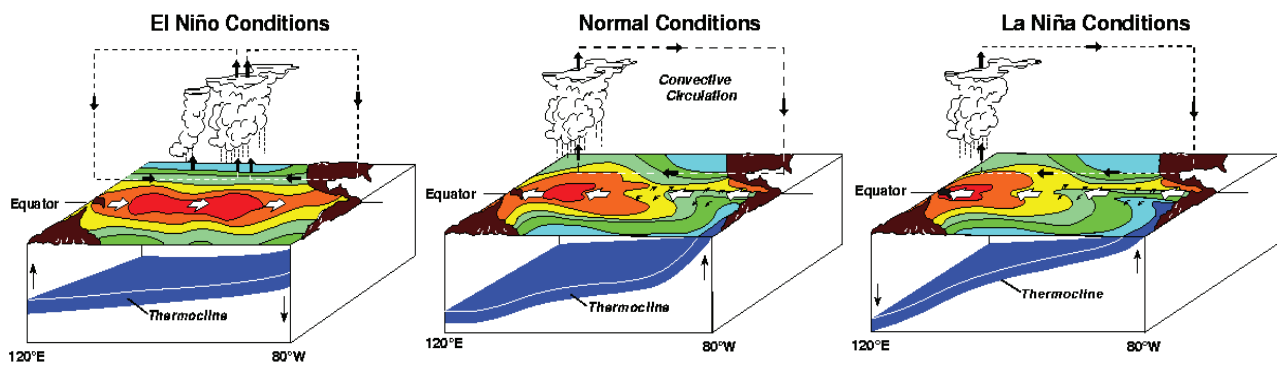 El Niño Conditions
Normal Conditions
La Niña Conditions
Convective
Circulation
Equator
Equator
Equator
Thermocline
Thermocline
Thermocline
120°E
80°W
120°E
80°W
120°E
80°W